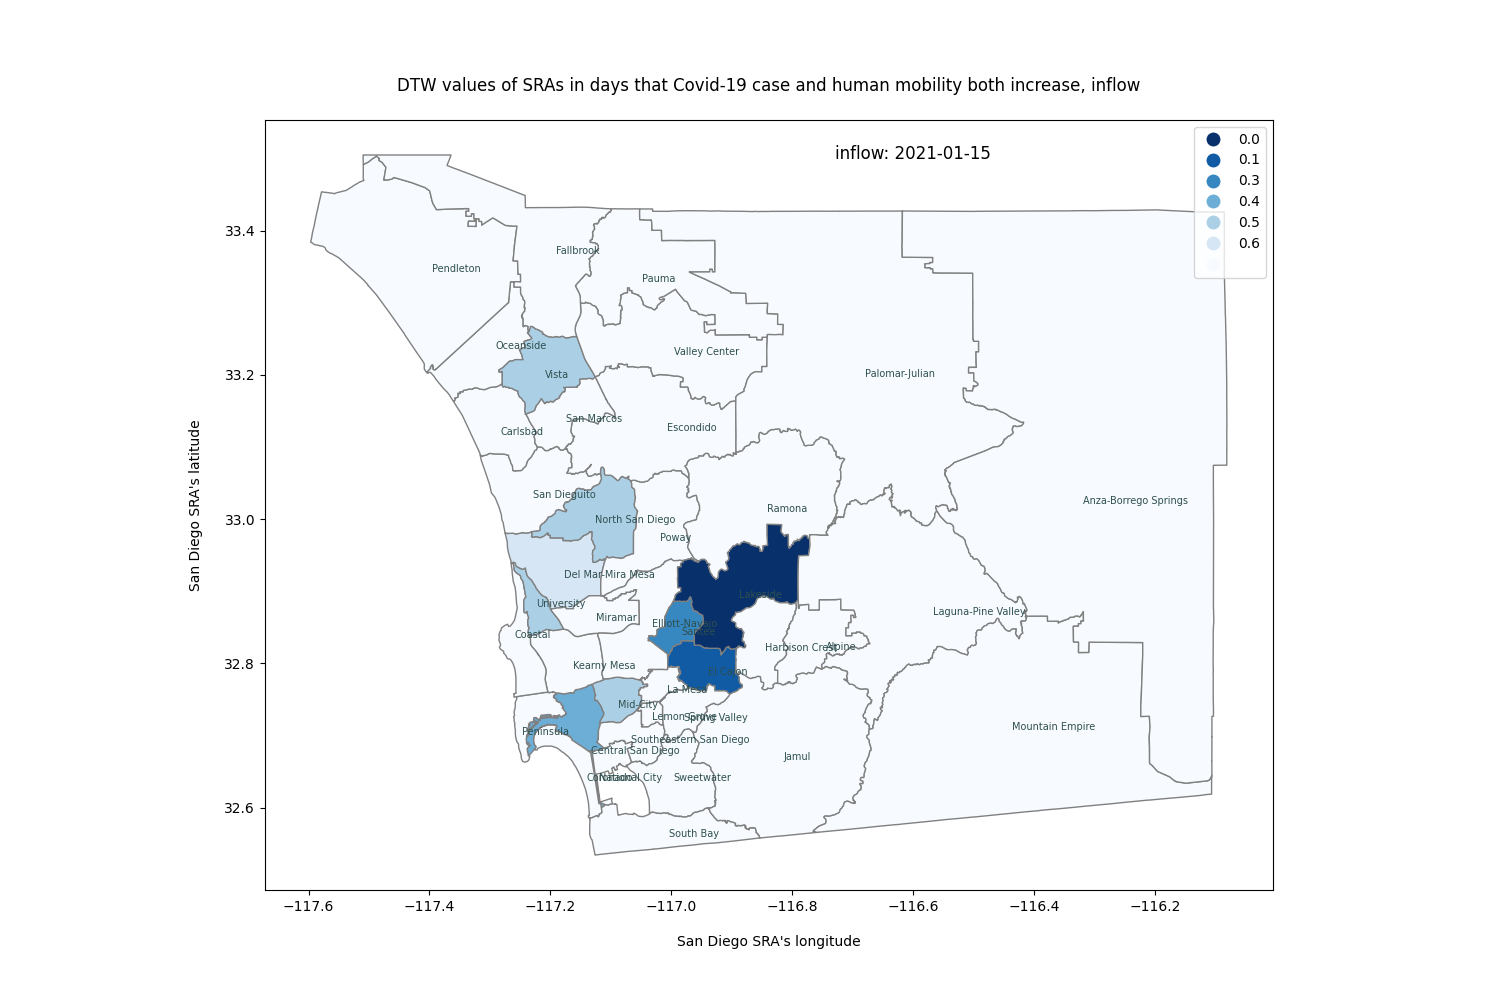 DTW values of SRAs in days that Covid-19 case and human mobility both increase, inflow
inflow: 2021-01-15
0.0
0.1
0.3
0.4
0.5
0.6
33.4
33.2
33.0
32.8
32.6
San Diego SRA's latitude
Fallbrook
Pendleton
Pauma
Oceanside
Valley Center
Vista
Palomar-Julian
San Marcos
Carlsbad
Escondido
San Dieguito
Anza-Borrego Springs
Ramona
North San Diego
Poway
Del Mar-Mira Mesa
Lakeside
University
Laguna-Pine Valley
Miramar
Elliott-Navajo
Santee
Coastal
Harbison Crest
Alpine
Kearny Mesa
El Cajon
La Mesa
Mid-City
Lemon Grove
Spring Valley
Mountain Empire
Peninsula
Southeastern San Diego
Central San Diego
Jamul
Coronado
National City
Sweetwater
South Bay
−117.6 −117.4 −117.2 −117.0 −116.8 −116.6 −116.4 −116.2
San Diego SRA's longitude